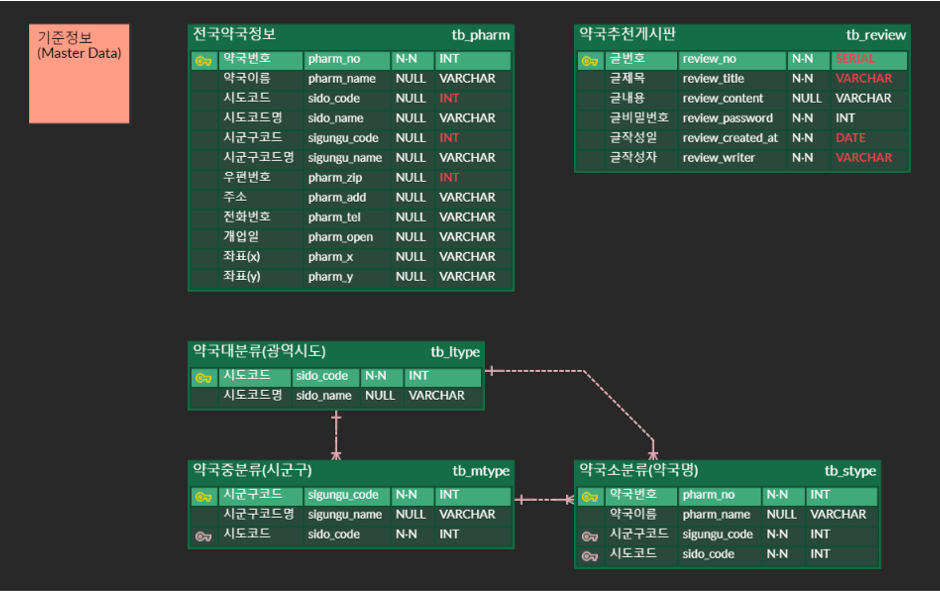 기준정보
(Master Data)
전국약국정보 tb_pharm
약국번호 pharm_no N-N INT
약국이름 pharm_name NULL VARCHAR
시도코드 sido_code NULL INT
시도코드명 sido_name NULL VARCHAR
시군구코드 sigungu_code NULL INT
시군구코드명 sigungu_name NULL VARCHAR
우편번호 pharm_zip NULL INT
주소 pharm_add NULL VARCHAR
전화번호 pharm_tel NULL VARCHAR
개업일 pharm_open NULL VARCHAR
좌표(x) pharm_x NULL VARCHAR
좌표(y) pharm_y NULL VARCHAR
약국추천게시판 tb_review
글번호 review_no N-N SERIAL
글제목 review_title N-N VARCHAR
글내용 review_content NULL VARCHAR
글비밀번호 review_password N-N INT
글작성일 review_created_at N-N DATE
글작성자 review_writer N-N VARCHAR
약국대분류(광역시도) tb_ltype
시도코드 sido_code N-N INT
시도코드명 sido_name NULL VARCHAR
약국중분류(시군구) tb_mtype
시군구코드 sigungu_code N-N INT
시군구코드명 sigungu_name NULL VARCHAR
시도코드 sido_code N-N INT
약국소분류(약국명) tb_stype
약국번호 pharm_no N-N INT
약국이름 pharm_name NULL VARCHAR
시군구코드 sigungu_code N-N INT
시도코드 sido_code N-N INT